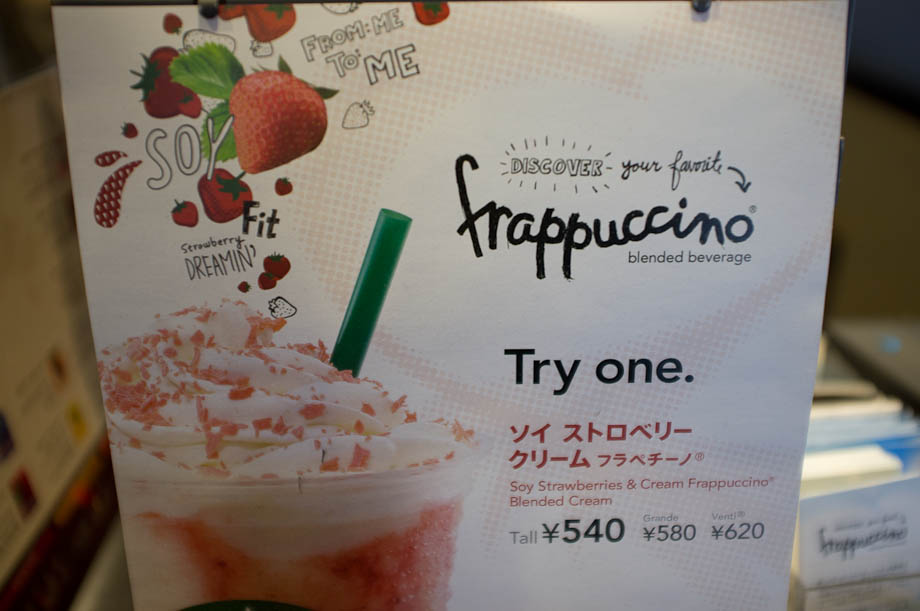 FROM: ME
TO: ME
SOY
Fit
Strawberry
DREAMIN'
DISCOVER- your favorite
frappuccino®
blended beverage
Try one.
ソイ ストロベリー
クリーム フラペチーノ®
Soy Strawberries & Cream Frappuccino®
Blended Cream
Tall ¥540 Grande ¥580 Venti® ¥620
frappuccino